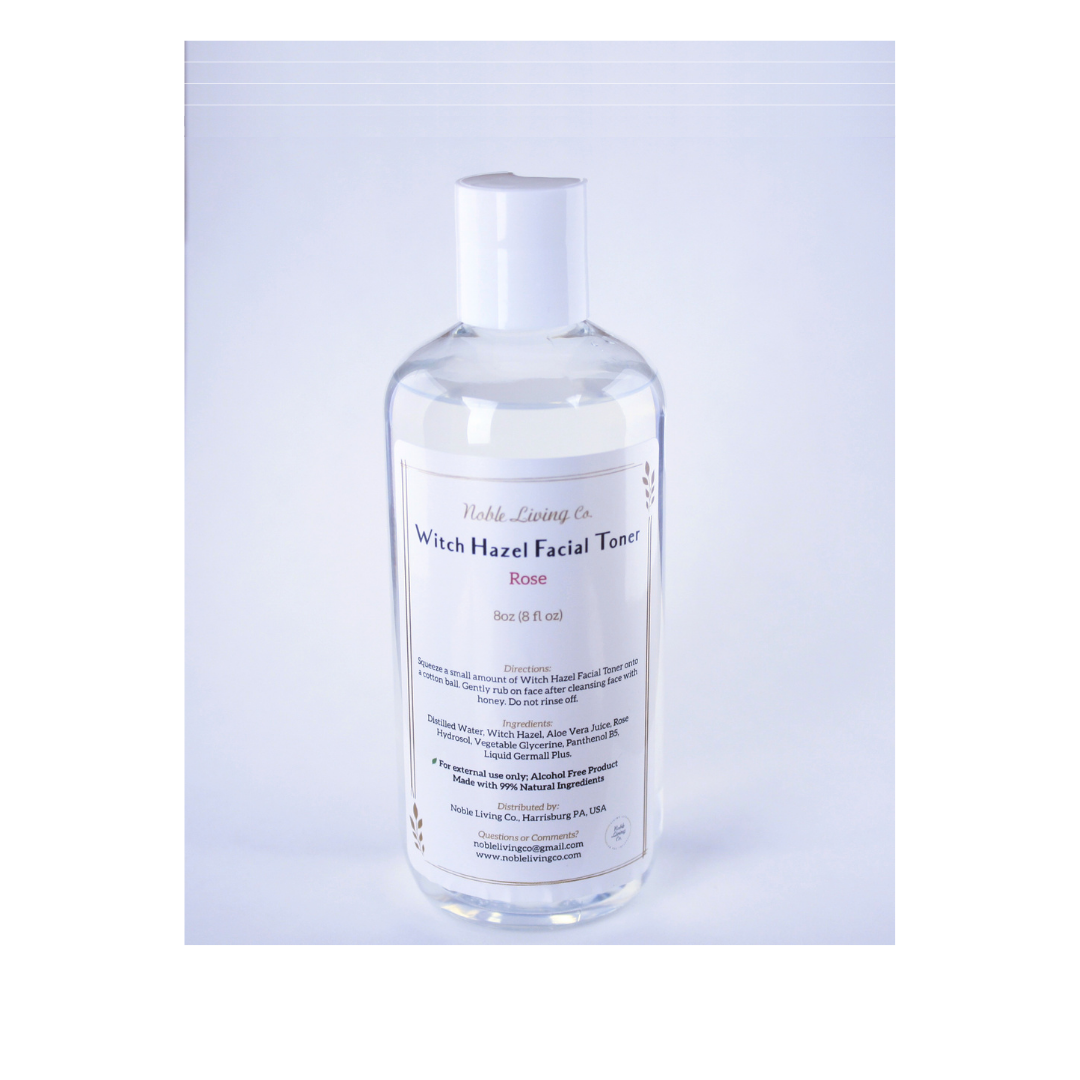 Noble Living Co.
Witch Hazel Facial Toner
Rose
8oz (8 fl oz)
Directions:
Squeeze a small amount of Witch Hazel Facial Toner onto
a cotton ball. Gently rub on face after cleansing face with
honey. Do not rinse off.
Ingredients:
Distilled Water, Witch Hazel, Aloe Vera Juice, Rose
Hydrosol, Vegetable Glycerine, Panthenol B5,
Liquid Germall Plus.
For external use only; Alcohol Free Product
Made with 99% Natural Ingredients
Distributed by:
Noble Living Co., Harrisburg PA, USA
Questions or Comments?
noblelivingco@gmail.com
www.noblelivingco.com
Noble
Living
Co.